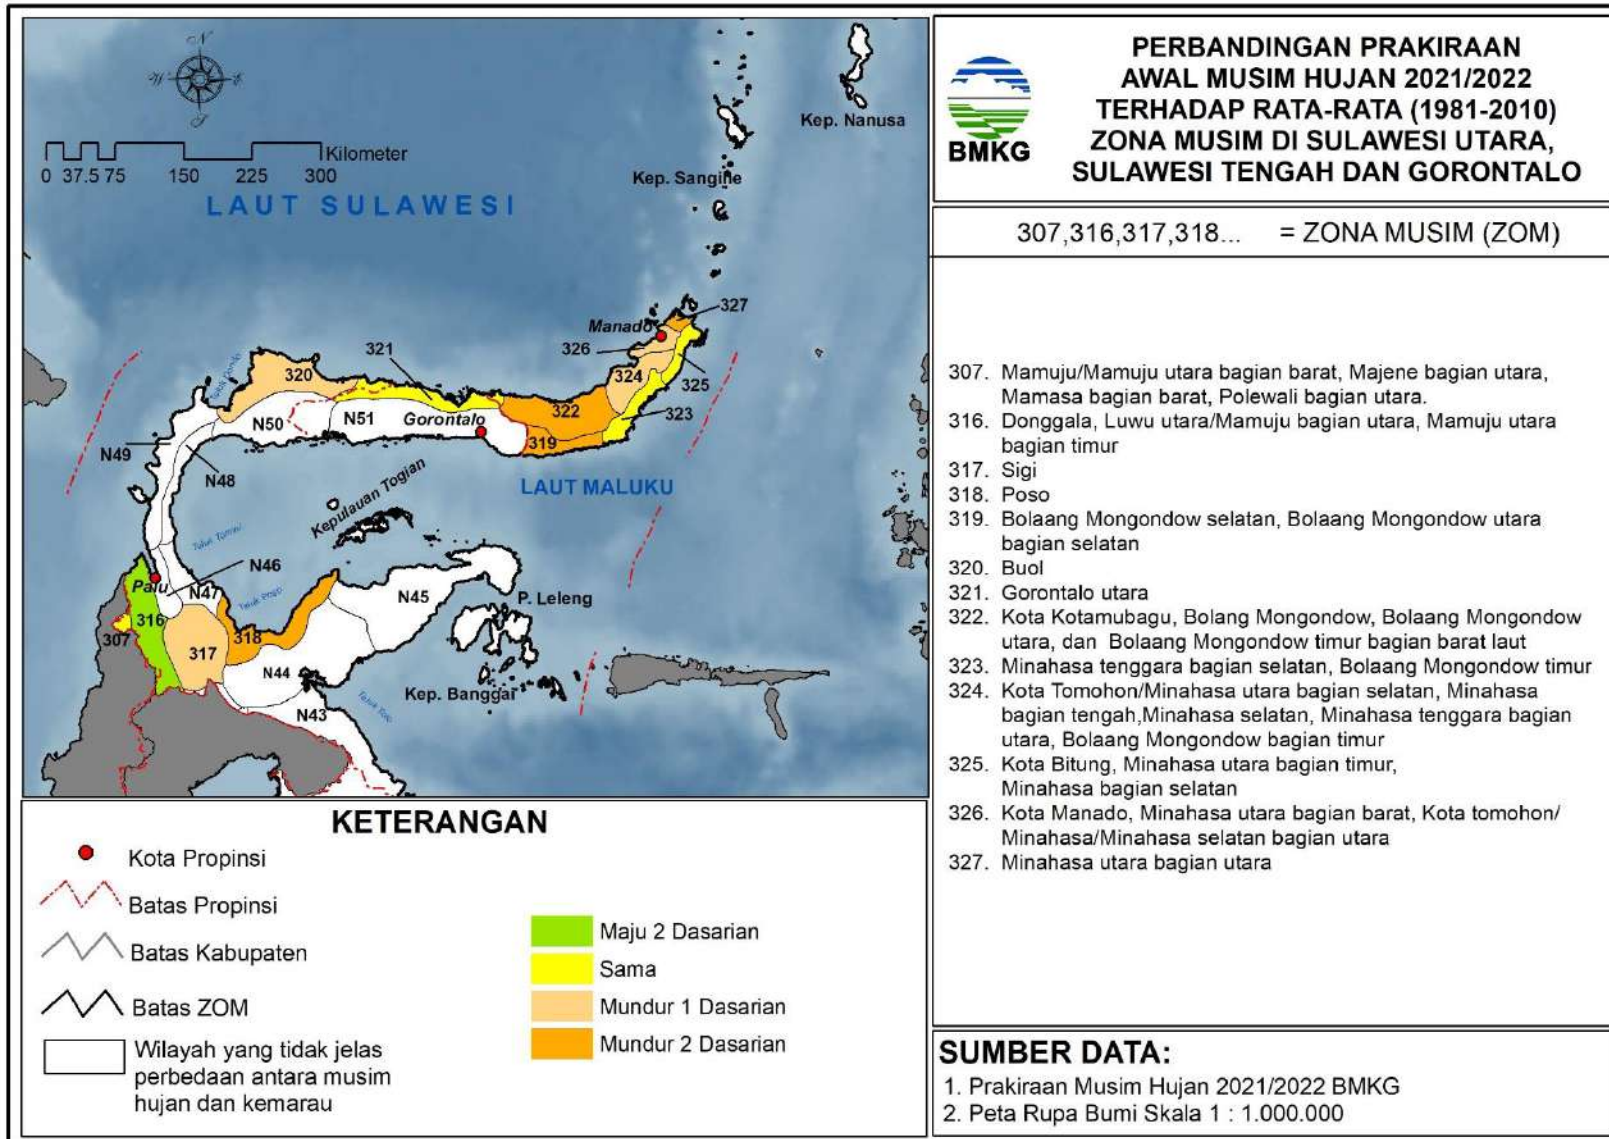 N
W
E
S
Kilometer
0 37.5 75 150 225 300
LAUT SULAWESI
Kep. Nanusa
Kep. Sangihe
327
Manado
326
321
320
324
325
322
323
N50
N51
Gorontalo
319
N49
N48
LAUT MALUKU
Kepulauan Togian
N46
Palu
N47
N45
P. Leleng
316
318
307
317
N44
Kep. Banggai
N43
KETERANGAN
Kota Propinsi
Batas Propinsi
Batas Kabupaten
Batas ZOM
Wilayah yang tidak jelas
perbedaan antara musim
hujan dan kemarau
Maju 2 Dasarian
Sama
Mundur 1 Dasarian
Mundur 2 Dasarian
BMKG
PERBANDINGAN PRAKIRAAN
AWAL MUSIM HUJAN 2021/2022
TERHADAP RATA-RATA (1981-2010)
ZONA MUSIM DI SULAWESI UTARA,
SULAWESI TENGAH DAN GORONTALO
307,316,317,318... = ZONA MUSIM (ZOM)
307. Mamuju/Mamuju utara bagian barat, Majene bagian utara,
Mamasa bagian barat, Polewali bagian utara.
316. Donggala, Luwu utara/Mamuju bagian utara, Mamuju utara
bagian timur
317. Sigi
318. Poso
319. Bolaang Mongondow selatan, Bolaang Mongondow utara
bagian selatan
320. Buol
321. Gorontalo utara
322. Kota Kotamubagu, Bolang Mongondow, Bolaang Mongondow
utara, dan Bolaang Mongondow timur bagian barat laut
323. Minahasa tenggara bagian selatan, Bolaang Mongondow timur
324. Kota Tomohon/Minahasa utara bagian selatan, Minahasa
bagian tengah,Minahasa selatan, Minahasa tenggara bagian
utara, Bolaang Mongondow bagian timur
325. Kota Bitung, Minahasa utara bagian timur,
Minahasa bagian selatan
326. Kota Manado, Minahasa utara bagian barat, Kota tomohon/
Minahasa/Minahasa selatan bagian utara
327. Minahasa utara bagian utara
SUMBER DATA:
1. Prakiraan Musim Hujan 2021/2022 BMKG
2. Peta Rupa Bumi Skala 1 : 1.000.000